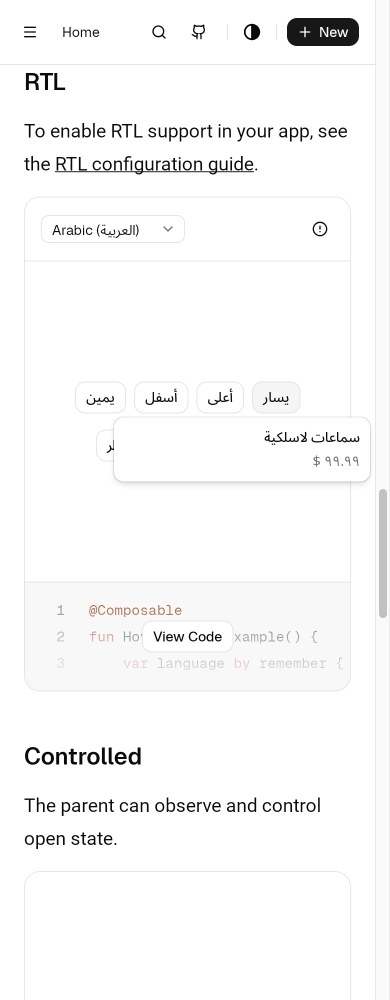 Home
New
RTL
To enable RTL support in your app, see
the RTL configuration guide.
Arabic (العربية)
يسار
أعلى
أسفل
يمين
سماعات لاسلكية
$ ٩٩.٩٩
1 @Composable
2 fun Ho xample() {
3 var language by remember {
View Code
Controlled
The parent can observe and control
open state.